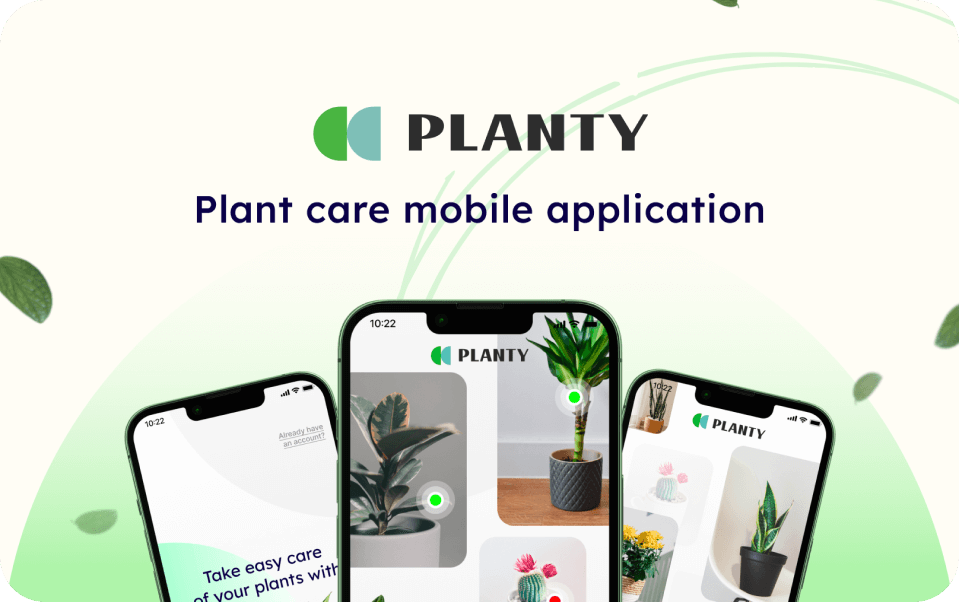 PLANTY
Plant care mobile application
10:22
Already have
an account?
Take easy care
of your plants with
10:22
PLANTY
10:22
PLANTY